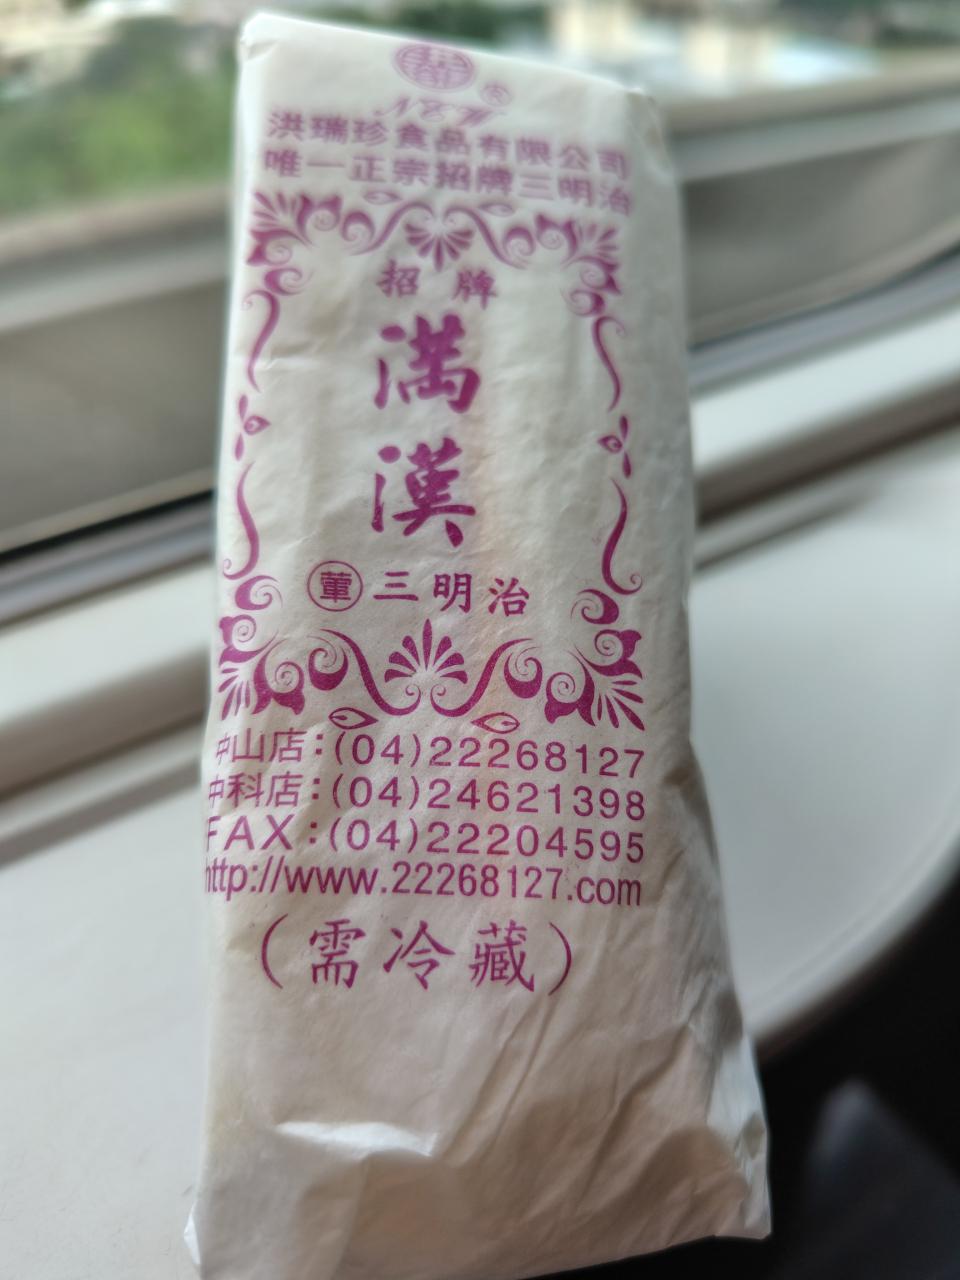 洪瑞珍食品有限公司
唯一正宗招牌三明治
招牌
滿
漢
葷 三明治
中山店：(04)22268127
中科店：(04)24621398
FAX：(04)22204595
http://www.22268127.com
(需冷藏)